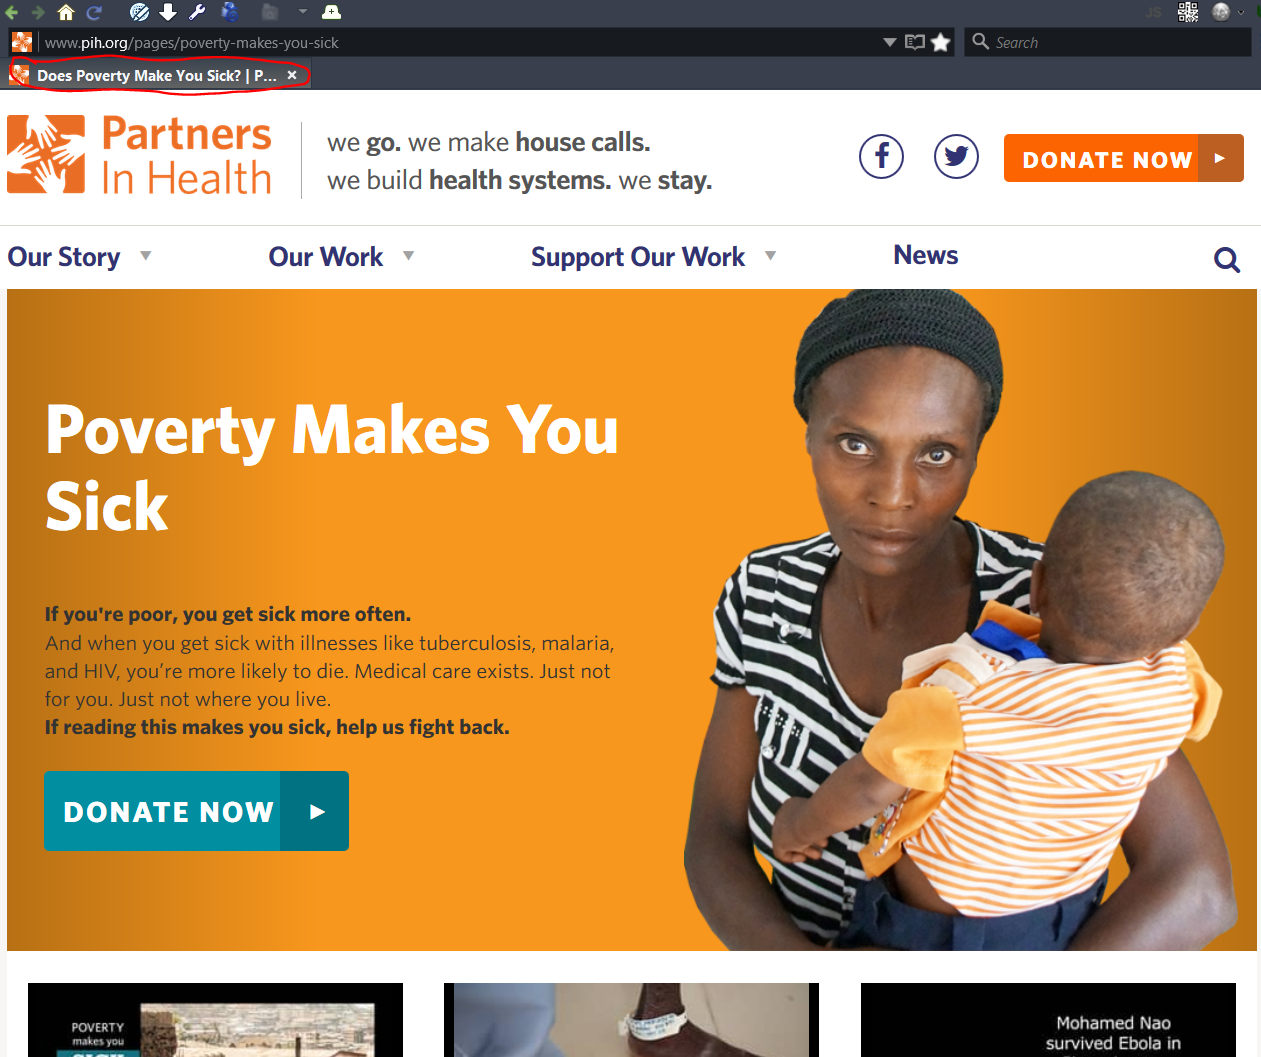 JS
www.pih.org/pages/poverty-makes-you-sick
Search
Does Poverty Make You Sick? | P...
Partners
In Health
we go. we make house calls.
we build health systems. we stay.
DONATE NOW
Our Story
Our Work
Support Our Work
News
Poverty Makes You
Sick
If you're poor, you get sick more often.
And when you get sick with illnesses like tuberculosis, malaria,
and HIV, you’re more likely to die. Medical care exists. Just not
for you. Just not where you live.
If reading this makes you sick, help us fight back.
DONATE NOW
POVERTY
makes you
SICK
Mohamed Nao
survived Ebola in